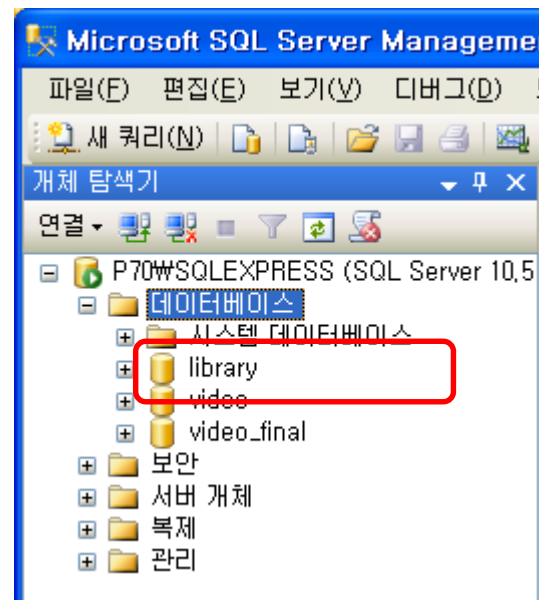 Microsoft SQL Server Manageme
파일(F) 편집(E) 보기(V) 디버그(D)
새 쿼리(N)
개체 탐색기
연결
P70₩SQLEXPRESS (SQL Server 10,5
데이터베이스
시스템 데이터베이스
library
video
video_final
보안
서버 개체
복제
관리